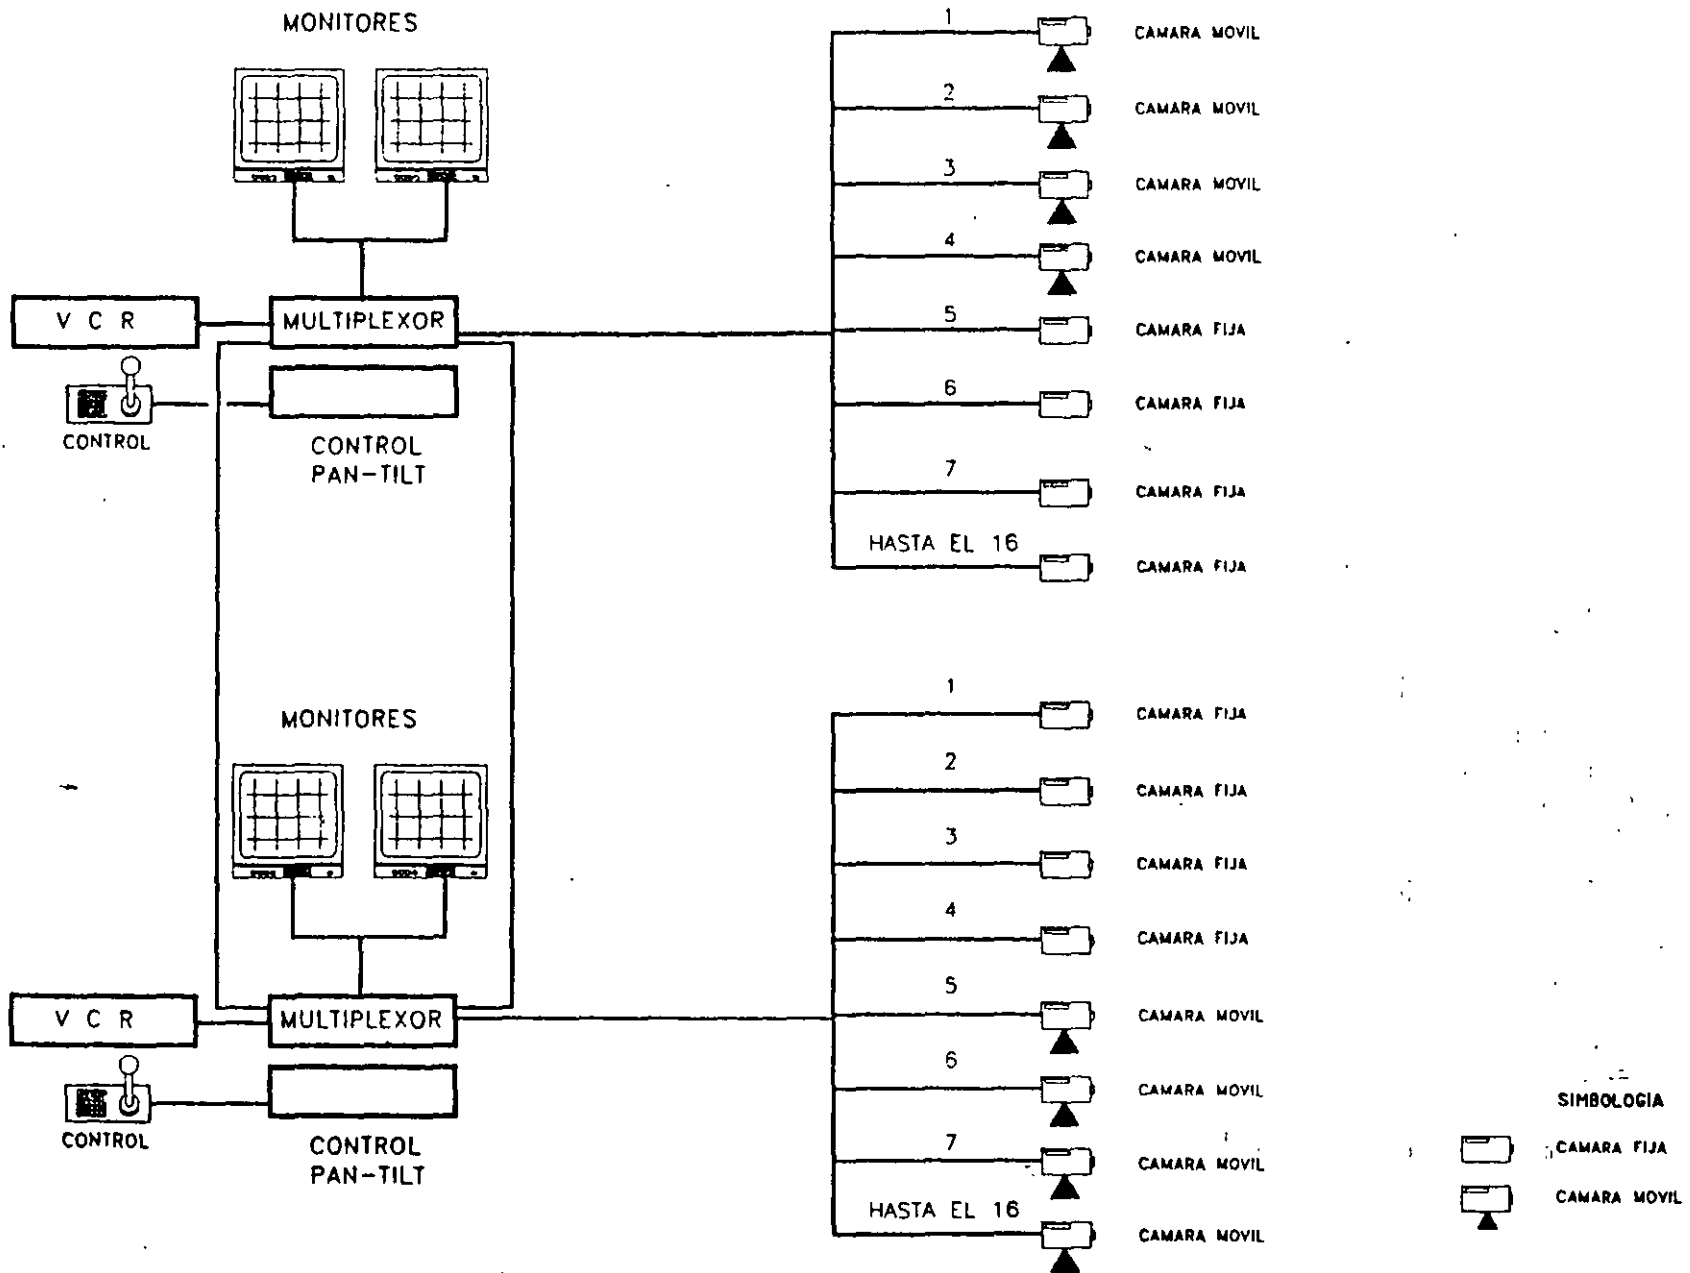 MONITORES
V C R
MULTIPLEXOR
CONTROL
CONTROL
PAN-TILT
1
CAMARA MOVIL
2
CAMARA MOVIL
3
CAMARA MOVIL
4
CAMARA MOVIL
5
CAMARA FIJA
6
CAMARA FIJA
7
CAMARA FIJA
HASTA EL 16
CAMARA FIJA
MONITORES
V C R
MULTIPLEXOR
CONTROL
CONTROL
PAN-TILT
1
CAMARA FIJA
2
CAMARA FIJA
3
CAMARA FIJA
4
CAMARA FIJA
5
CAMARA MOVIL
6
CAMARA MOVIL
7
CAMARA MOVIL
HASTA EL 16
CAMARA MOVIL
SIMBOLOGIA
CAMARA FIJA
CAMARA MOVIL